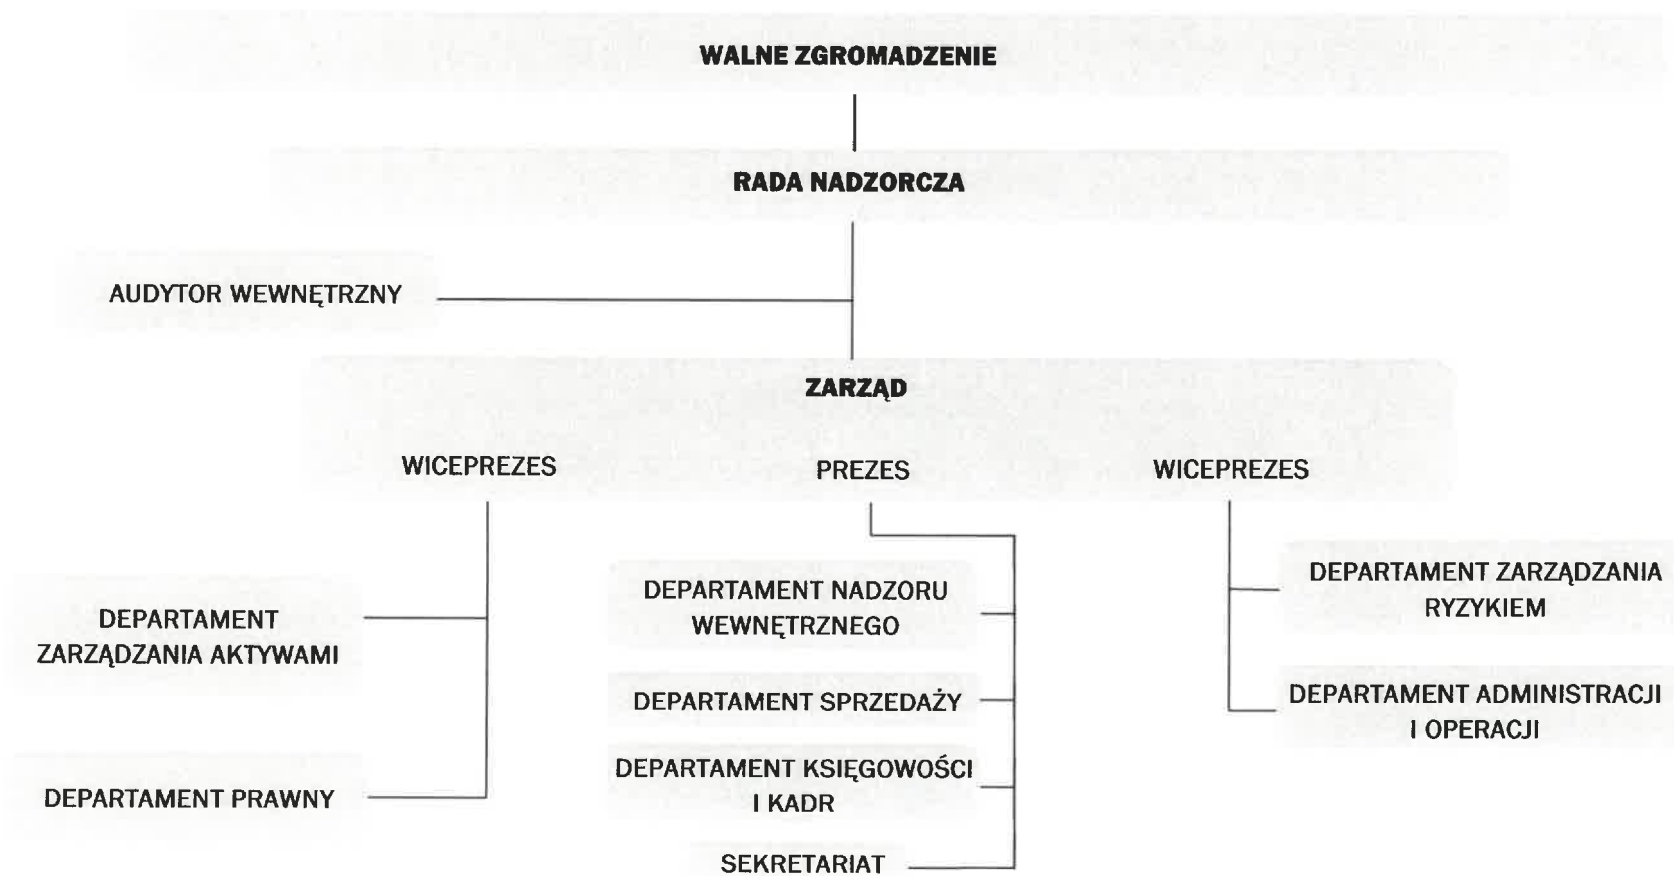 WALNE ZGROMADZENIE
RADA NADZORCZA
AUDYTOR WEWNĘTRZNY
ZARZĄD
WICEPREZES
PREZES
WICEPREZES
DEPARTAMENT
ZARZĄDZANIA AKTYWAMI
DEPARTAMENT PRAWNY
DEPARTAMENT NADZORU
WEWNĘTRZNEGO
DEPARTAMENT SPRZEDAŻY
DEPARTAMENT KSIĘGOWOŚCI
I KADR
SEKRETARIAT
DEPARTAMENT ZARZĄDZANIA
RYZYKIEM
DEPARTAMENT ADMINISTRACJI
I OPERACJI